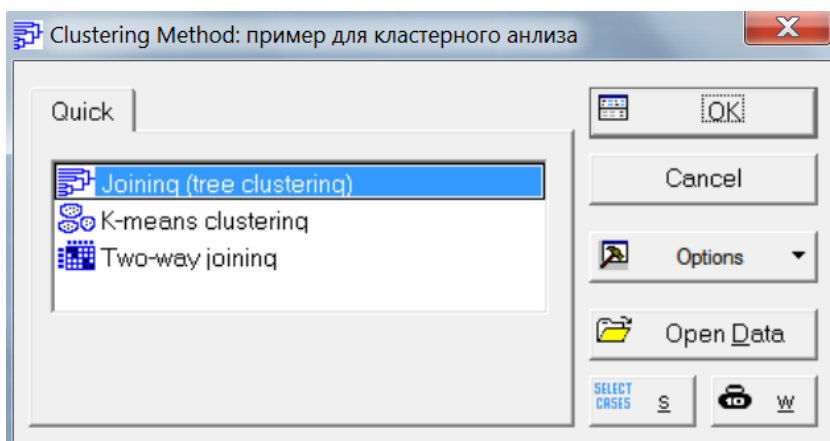 Clustering Method: пример для кластерного анлиза
Quick
OK
Joining (tree clustering)
Cancel
K-means clustering
Two-way joining
Options
Open Data
SELECT
CASES
S
10
W